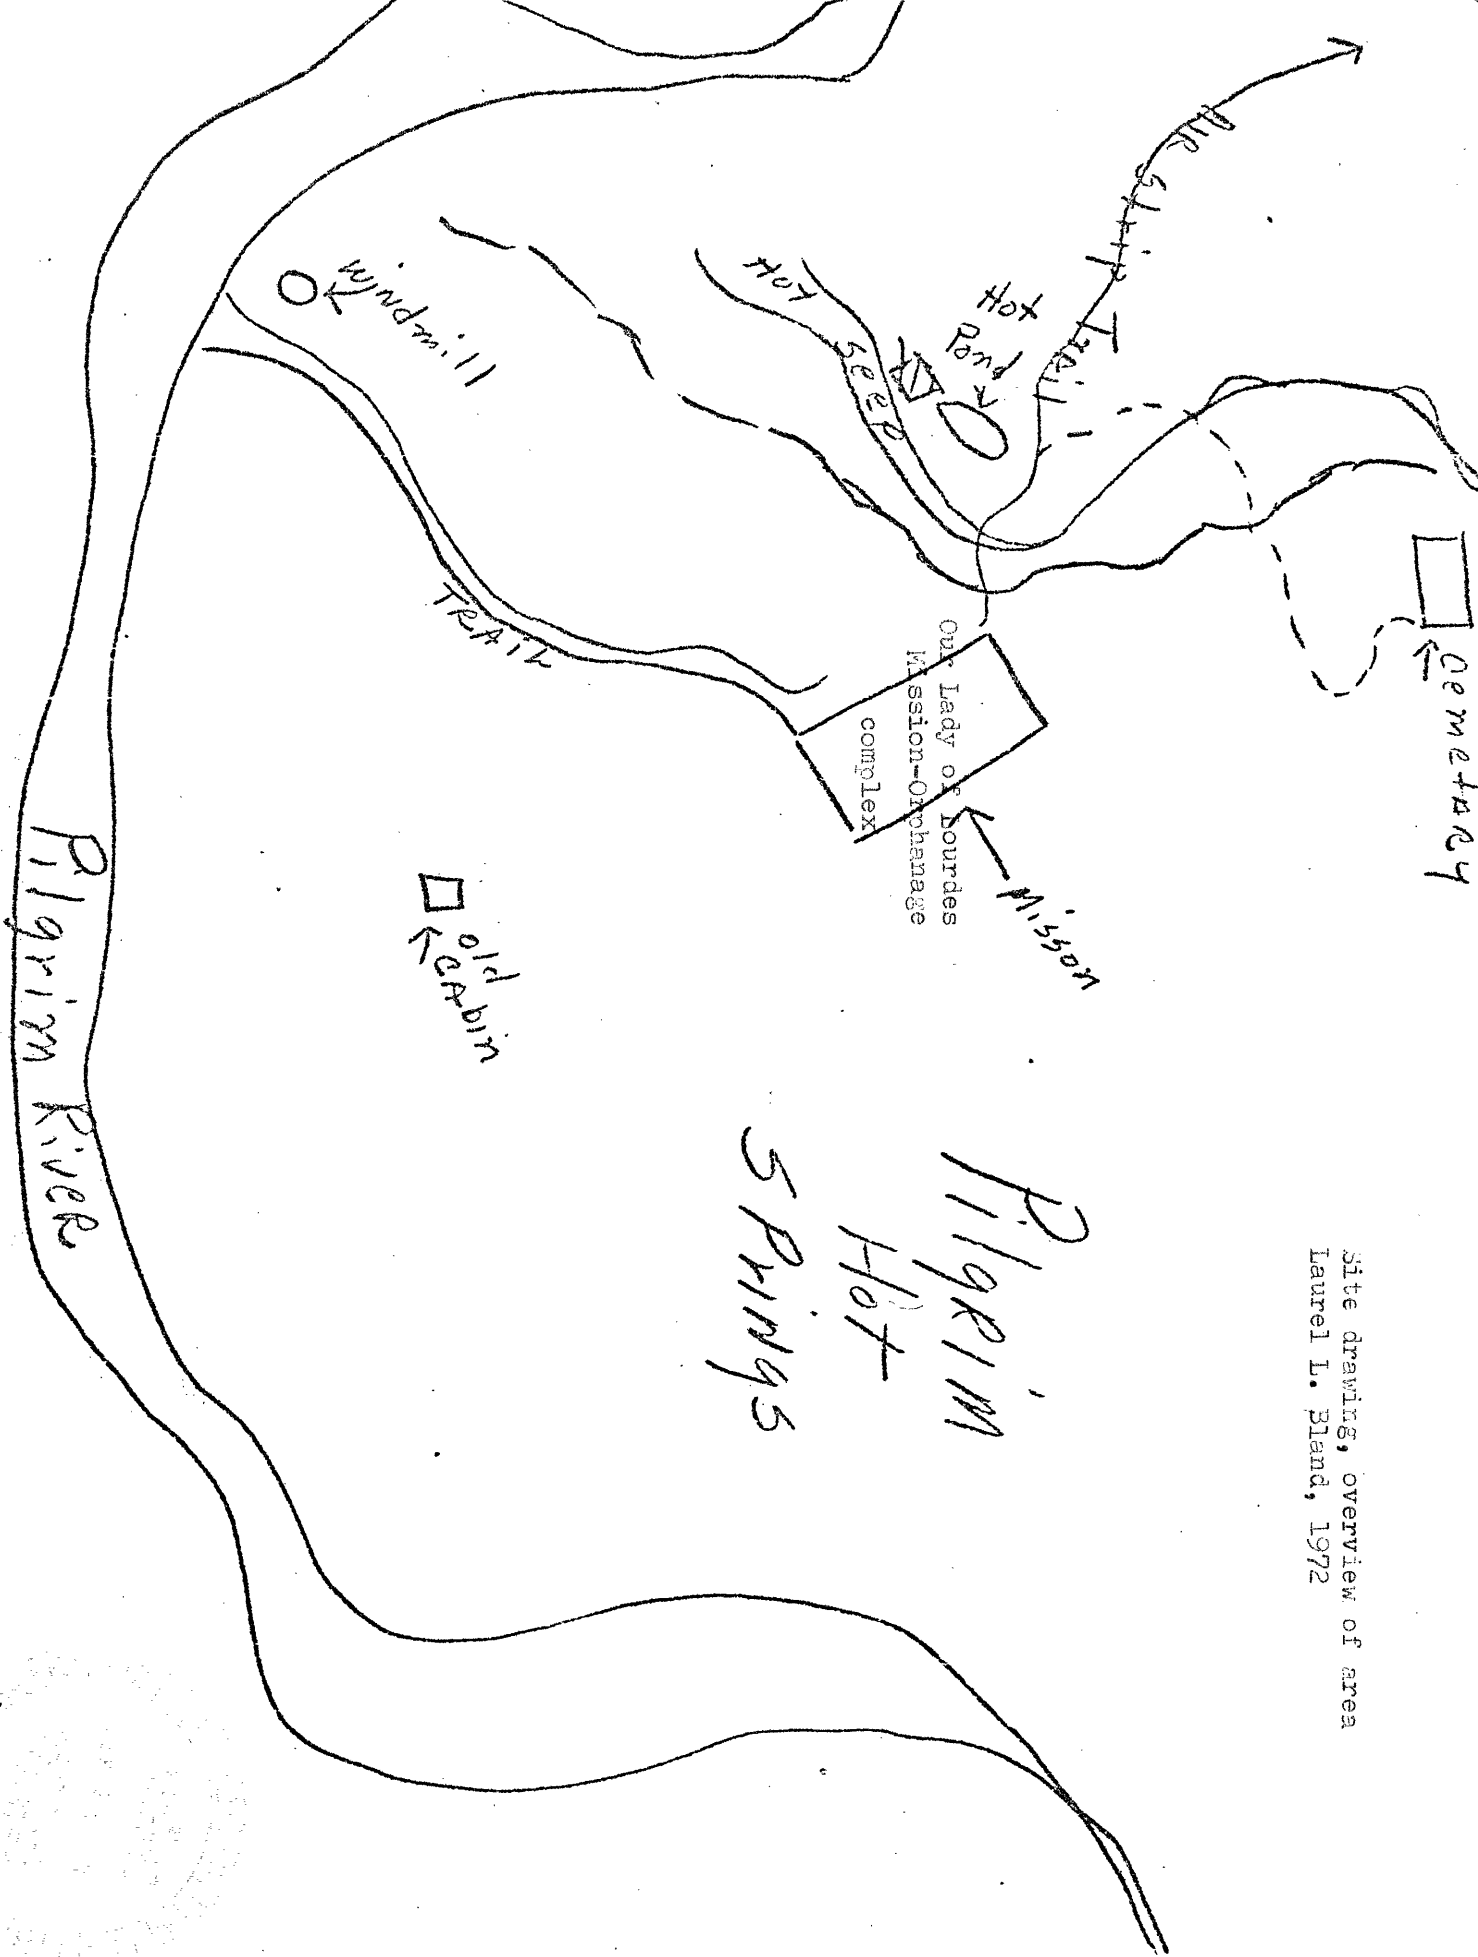 Site drawing, overview of area
Laurel L. Bland, 1972
CemetARY
AiR Strip Trail
PilgRiM
Hot
SPRiNgS
Misson
Our Lady of Lourdes
Mission-Orphanage
complex
Hot
Pond
Hot Seep
TRAiL
old
CAbin
windmill
Pilgrim RiveR